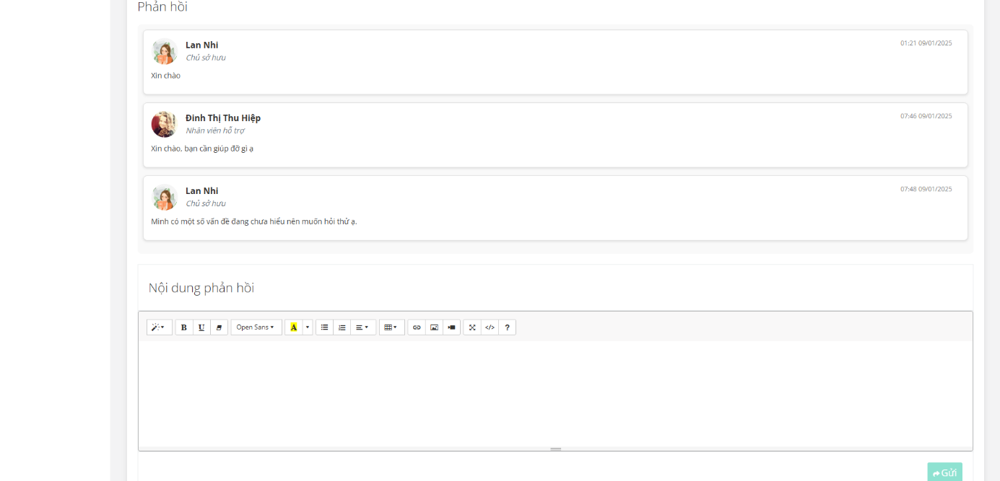 Phản hồi
Lan Nhi
01:21 09/01/2025
Chủ sở hưu
Xin chào
Đinh Thị Thu Hiệp
07:46 09/01/2025
Nhân viên hỗ trợ
Xin chào, bạn cần giúp đỡ gì ạ
Lan Nhi
07:48 09/01/2025
Chủ sở hưu
Mình có một số vấn đề đang chưa hiểu nên muốn hỏi thử ạ.
Nội dung phản hồi
B U Open Sans A </> ?
Gửi